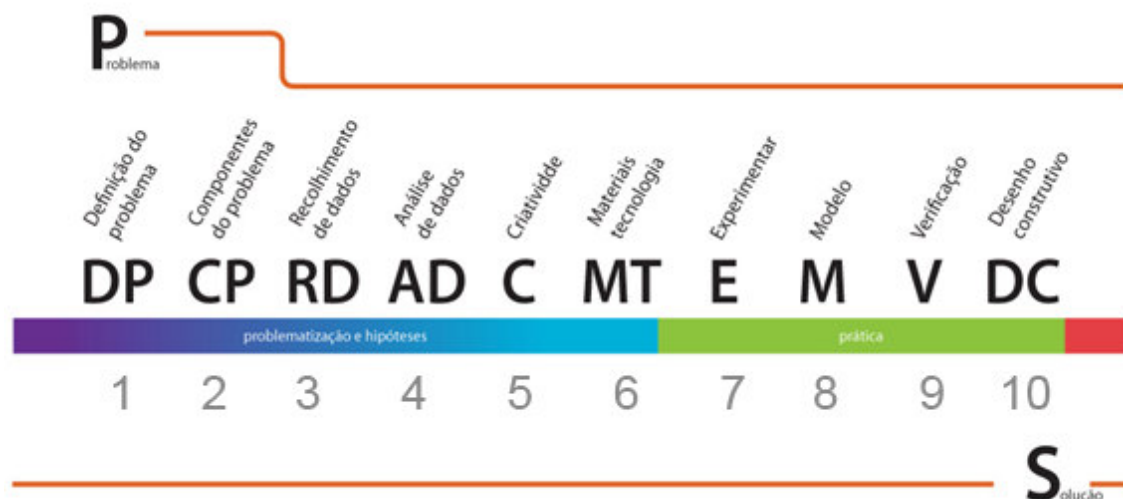 Problema
Definição do
problema
Componentes
do problema
Recolhimento
de dados
Análise
de dados
Criatividde
Materiais
tecnologia
Experimentar
Modelo
Verificação
Desenho
construtivo
DP CP RD AD C MT E M V DC
problematização e hipóteses prática
1 2 3 4 5 6 7 8 9 10
Solução